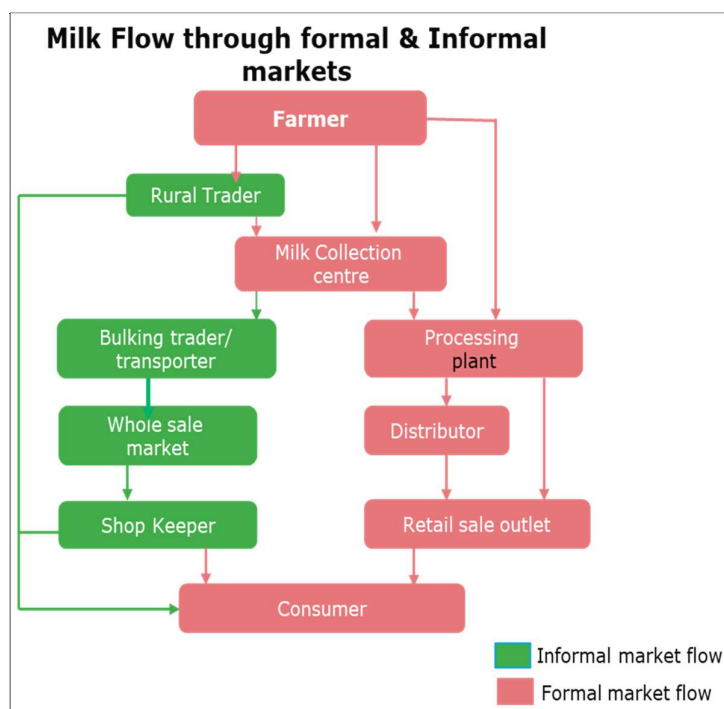 Milk Flow through formal & Informal
markets
Farmer
Rural Trader
Milk Collection
centre
Bulking trader/
transporter
Processing
plant
Whole sale
market
Distributor
Shop Keeper
Retail sale outlet
Consumer
Informal market flow
Formal market flow